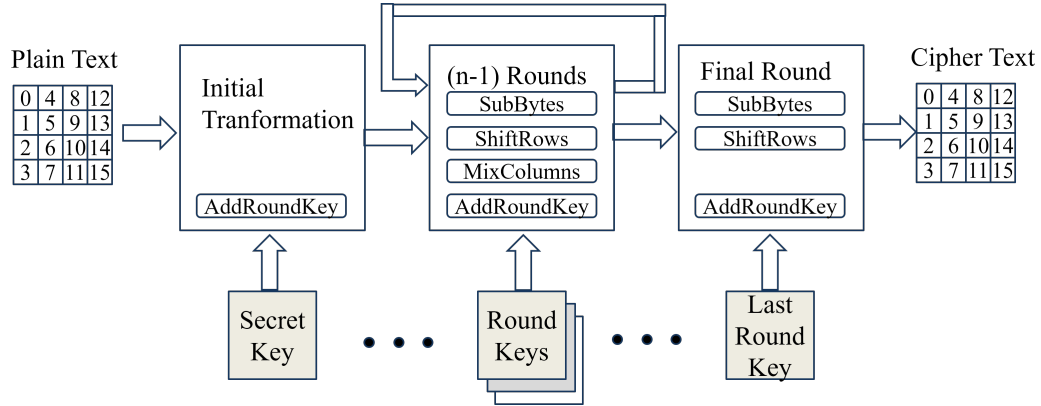 Plain Text
0 4 8 12
1 5 9 13
2 6 10 14
3 7 11 15
Initial
Tranformation
AddRoundKey
(n-1) Rounds
SubBytes
ShiftRows
MixColumns
AddRoundKey
Final Round
SubBytes
ShiftRows
AddRoundKey
Cipher Text
0 4 8 12
1 5 9 13
2 6 10 14
3 7 11 15
Secret
Key
Round
Keys
Last
Round
Key